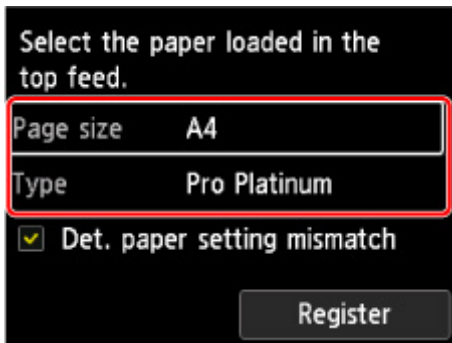 Select the paper loaded in the
top feed.
Page size A4
Type Pro Platinum
Det. paper setting mismatch
Register